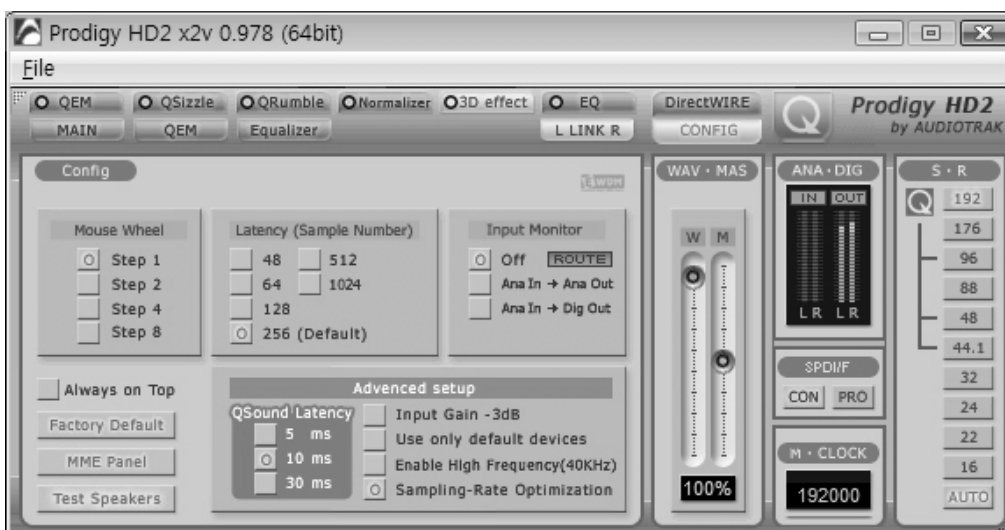 Prodigy HD2 x2v 0.978 (64bit)
File
QEM QSizzle QRumble Normalizer 3D effect EQ DirectWIRE
MAIN QEM Equalizer L LINK R CONFIG
Q
Prodigy HD2
by AUDIOTRAK
Config
WDM
Mouse Wheel
Step 1
Step 2
Step 4
Step 8
Latency (Sample Number)
48 512
64 1024
128
256 (Default)
Input Monitor
Off ROUTE
Ana In → Ana Out
Ana In → Dig Out
Always on Top
Factory Default
MME Panel
Test Speakers
Advanced setup
QSound Latency
5 ms
10 ms
30 ms
Input Gain -3dB
Use only default devices
Enable High Frequency(40KHz)
Sampling-Rate Optimization
WAV · MAS
W M
100%
ANA · DIG
IN OUT
L R L R
SPDI/F
CON PRO
M · CLOCK
192000
S · R
Q
192
176
96
88
48
44.1
32
24
22
16
AUTO